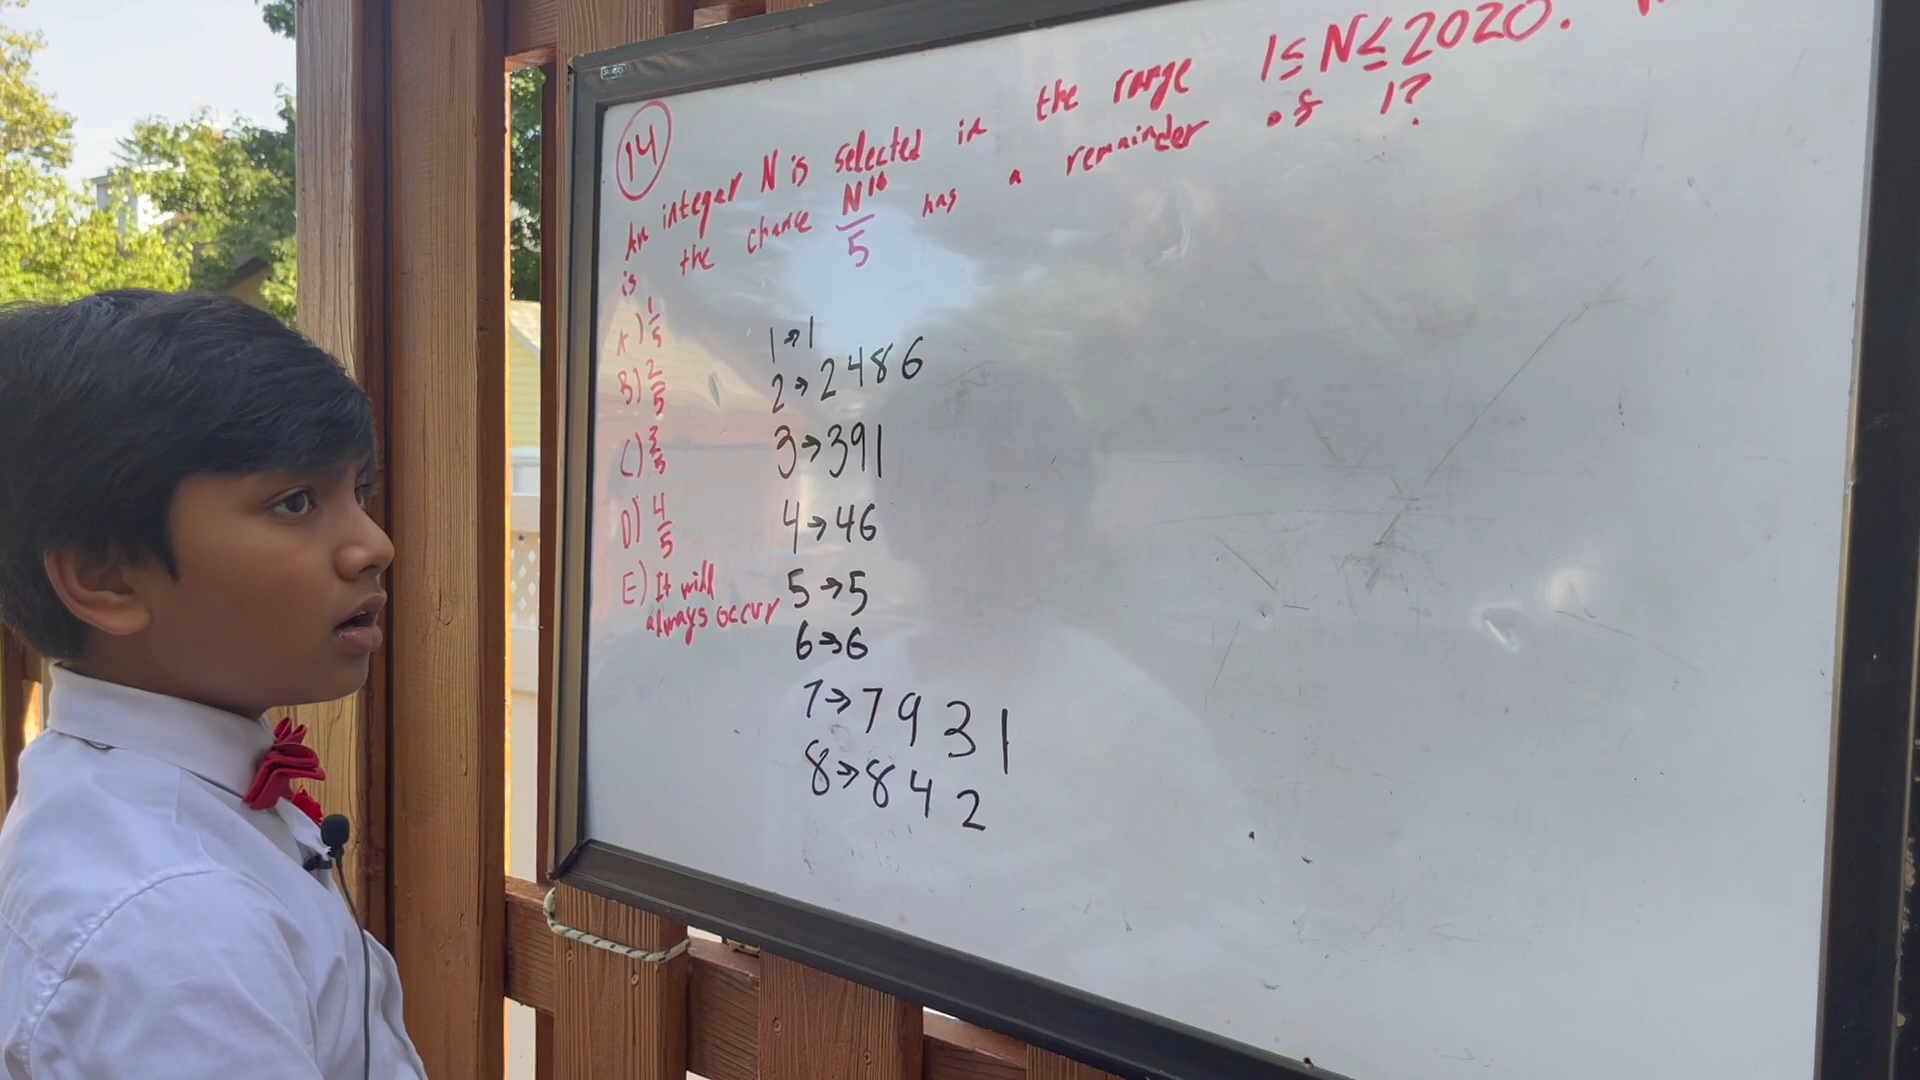 14
An integer N is selected in the range 1≤N≤2020.
is the chance N^16/5 has a remainder of 1?
A) 1/5
B) 2/5
C) 3/5
D) 4/5
E) It will
always occur
1→1
2→2486
3→391
4→46
5→5
6→6
7→7931
8→842